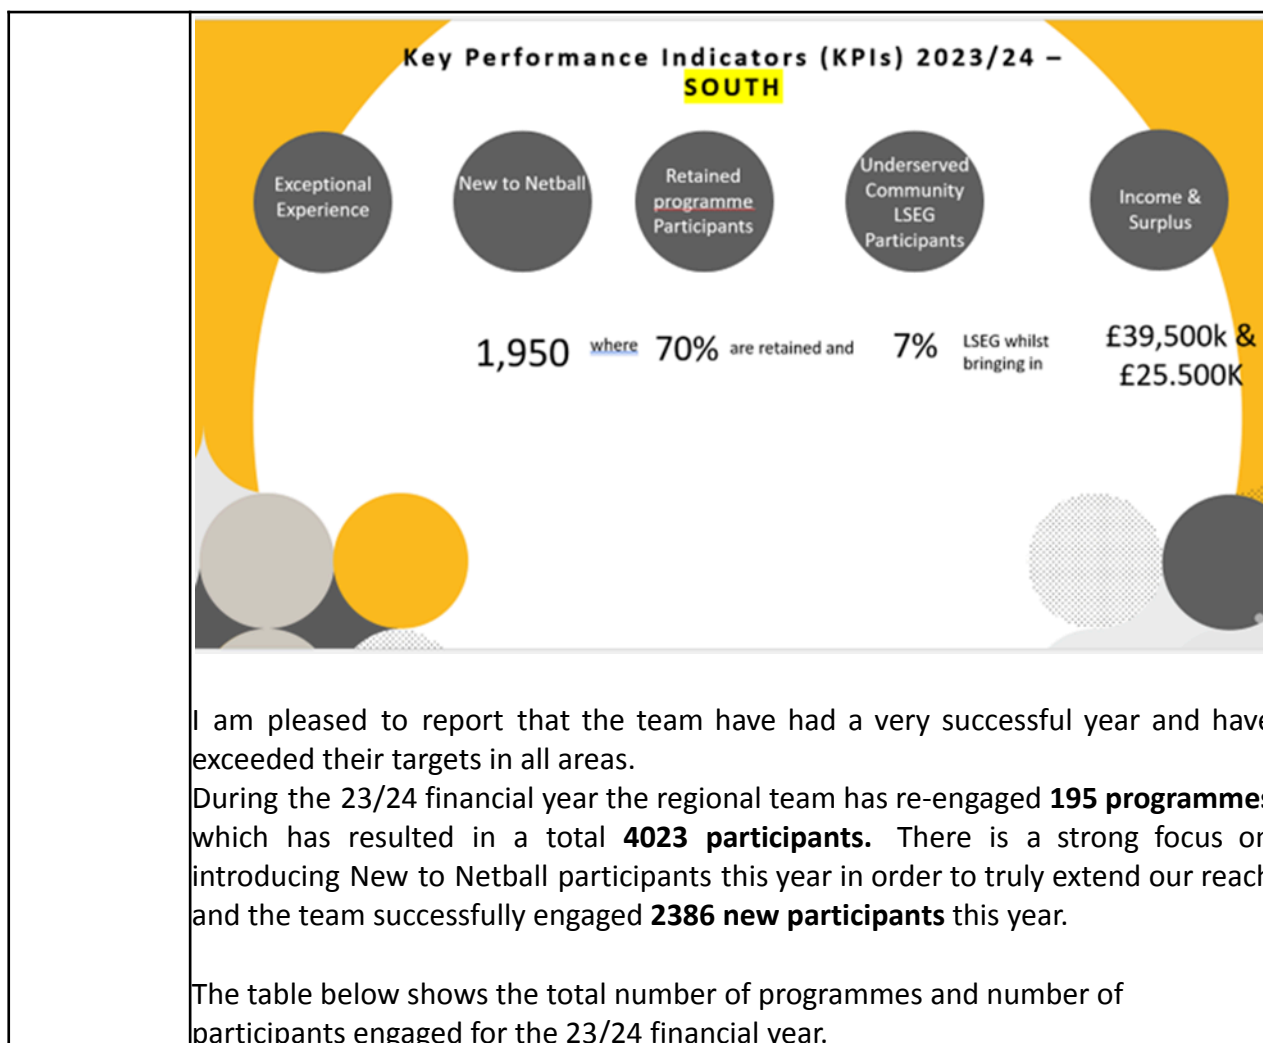 Key Performance Indicators (KPIs) 2023/24 –
SOUTH
Exceptional
Experience
New to Netball
Retained
programme
Participants
Underserved
Community
LSEG
Participants
Income &
Surplus
1,950 where 70% are retained and 7% LSEG whilst
bringing in
£39,500k &
£25.500K
I am pleased to report that the team have had a very successful year and have
exceeded their targets in all areas.
During the 23/24 financial year the regional team has re-engaged 195 programmes
which has resulted in a total 4023 participants. There is a strong focus on
introducing New to Netball participants this year in order to truly extend our reach
and the team successfully engaged 2386 new participants this year.
The table below shows the total number of programmes and number of
participants engaged for the 23/24 financial year.